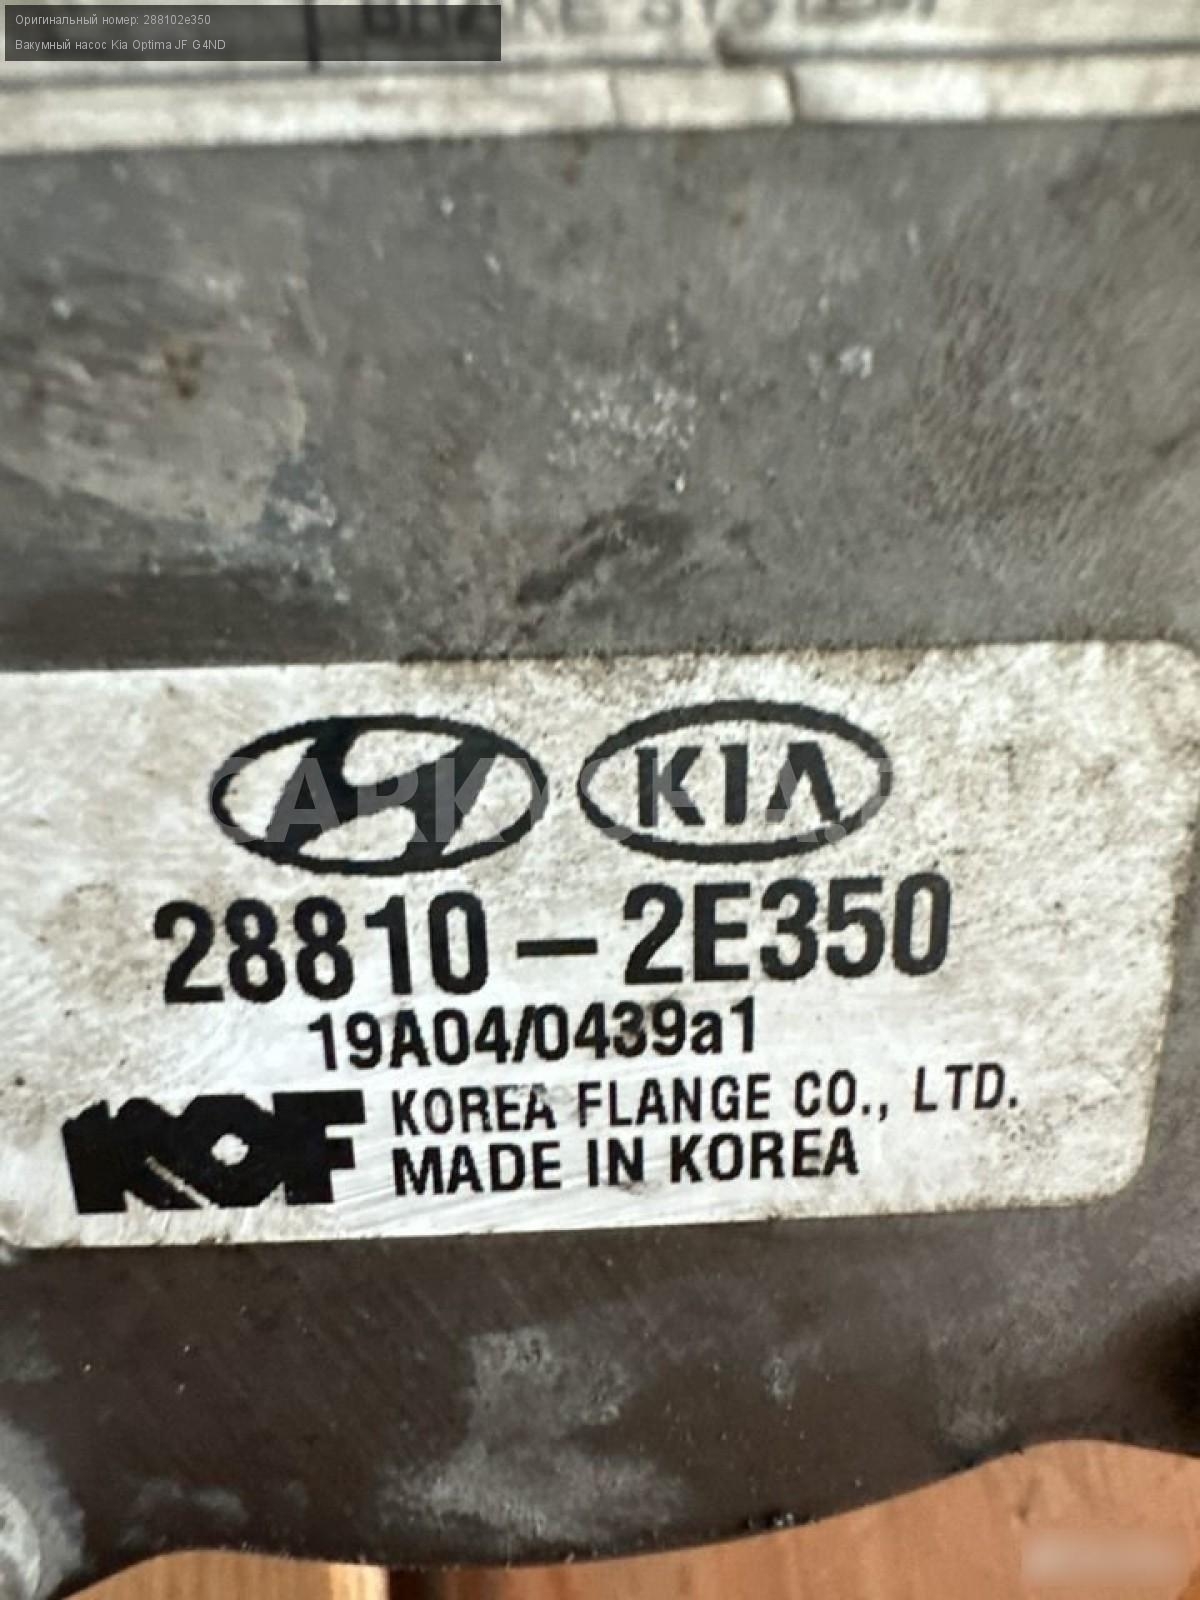 Оригинальный номер: 288102e350
Вакумный насос Kia Optima JF G4ND
KIA
28810-2E350
19A04/0439a1
KOF KOREA FLANGE CO., LTD.
MADE IN KOREA